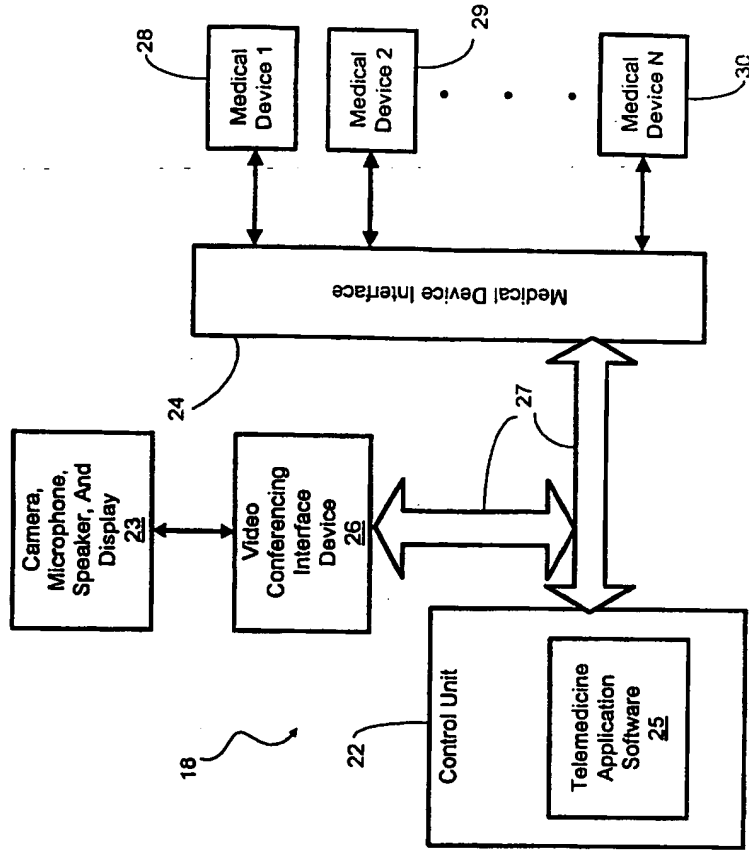 18
22
Control Unit
Telemedicine
Application
Software
25
Camera,
Microphone,
Speaker, And
Display
23
Video
Conferencing
Interface
Device
26
27
24
Medical Device Interface
Medical
Device 1
28
Medical
Device 2
29
Medical
Device N
30